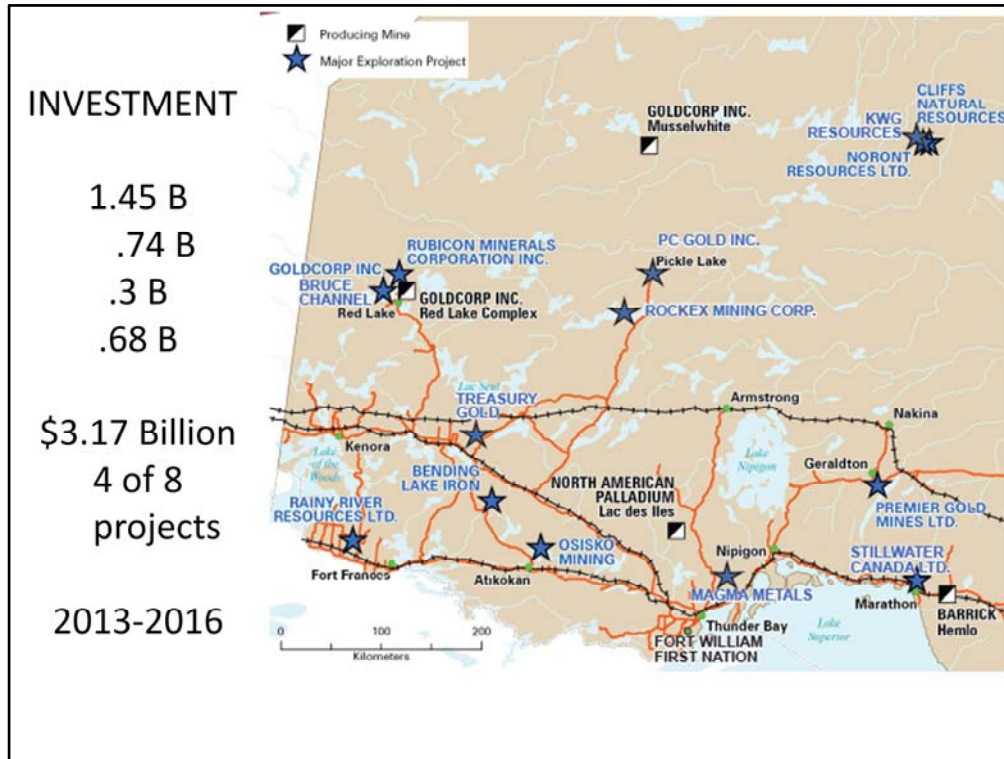 INVESTMENT
1.45 B
.74 B
.3 B
.68 B
$3.17 Billion
4 of 8
projects
2013-2016
Producing Mine
Major Exploration Project
GOLDCORP INC.
Musselwhite
CLIFFS
NATURAL
RESOURCES
KWG
RESOURCES
NORONT
RESOURCES LTD.
RUBICON MINERALS
CORPORATION INC.
GOLDCORP INC
BRUCE
CHANNEL
Red Lake
GOLDCORP INC.
Red Lake Complex
PC GOLD INC.
Pickle Lake
ROCKEX MINING CORP.
Lac Seul
TREASURY
GOLD
Armstrong
Nakina
Kenora
Lake
of the
Woods
Lake
Nipigon
Geraldton
BENDING
LAKE IRON
NORTH AMERICAN
PALLADIUM
Lac des Iles
PREMIER GOLD
MINES LTD.
RAINY RIVER
RESOURCES LTD.
OSISKO
MINING
Nipigon
STILLWATER
CANADA LTD.
Fort Frances
Atikokan
MAGMA METALS
Marathon
BARRICK
Hemlo
Thunder Bay
Lake
Superior
FORT WILLIAM
FIRST NATION
0 100 200
Kilometers